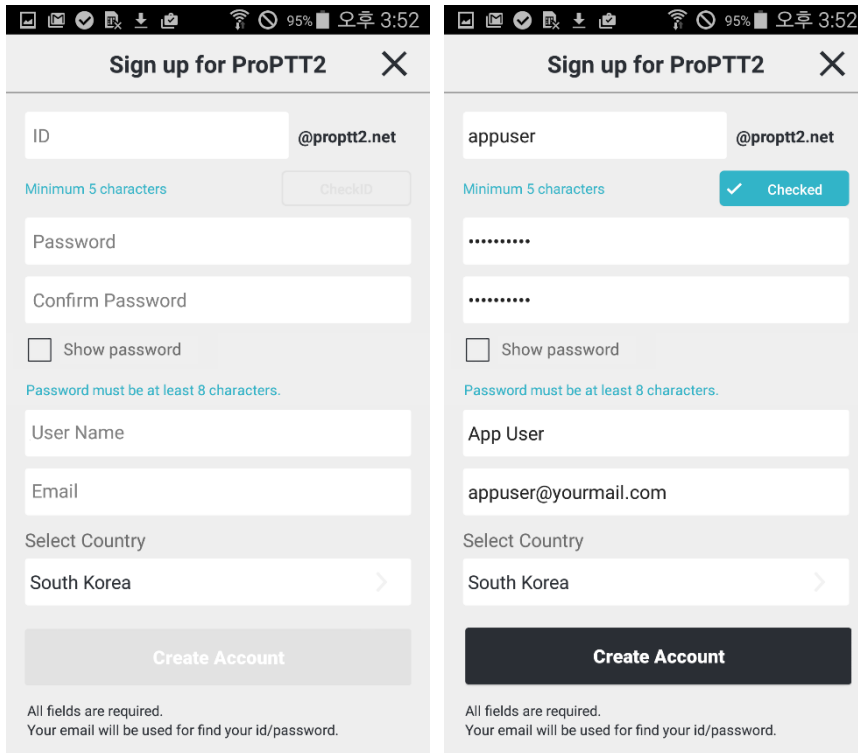 95% 오후 3:52
Sign up for ProPTT2
ID @proptt2.net
Minimum 5 characters CheckID
Password
Confirm Password
Show password
Password must be at least 8 characters.
User Name
Email
Select Country
South Korea
Create Account
All fields are required.
Your email will be used for find your id/password.
95% 오후 3:52
Sign up for ProPTT2
appuser @proptt2.net
Minimum 5 characters Checked
••••••••••
••••••••••
Show password
Password must be at least 8 characters.
App User
appuser@yourmail.com
Select Country
South Korea
Create Account
All fields are required.
Your email will be used for find your id/password.